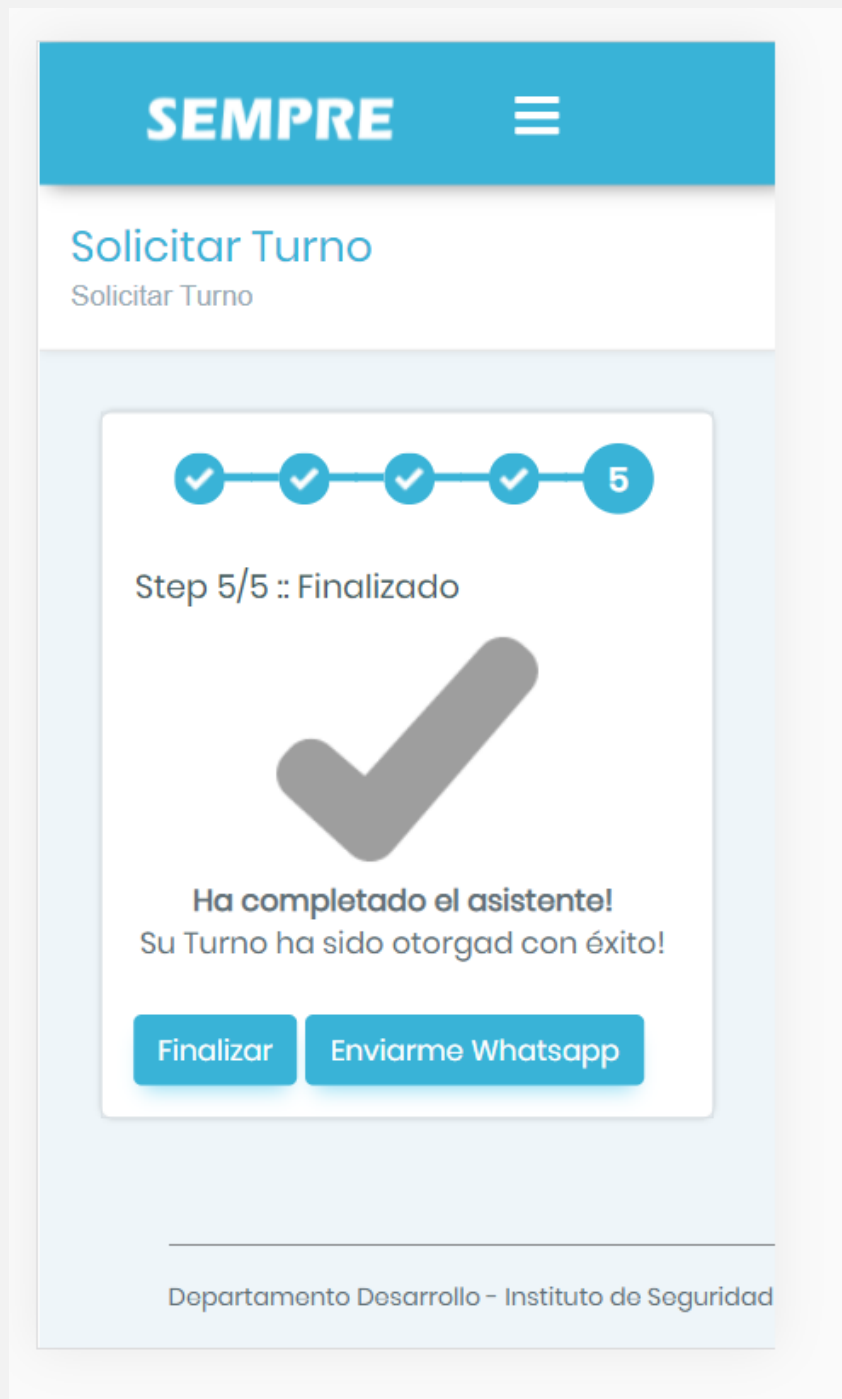 SEMPRE
Solicitar Turno
Solicitar Turno
5
Step 5/5 :: Finalizado
Ha completado el asistente!
Su Turno ha sido otorgad con éxito!
Finalizar
Enviarme Whatsapp
Departamento Desarrollo - Instituto de Seguridad